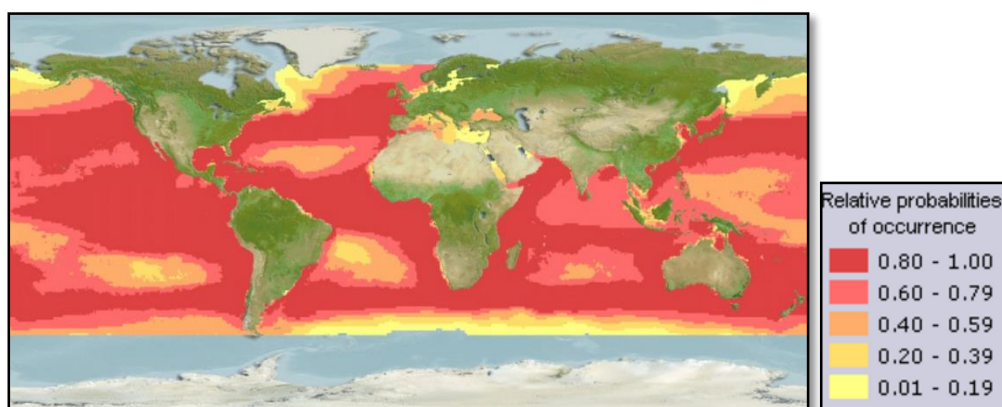 Relative probabilities
of occurrence
0.80 - 1.00
0.60 - 0.79
0.40 - 0.59
0.20 - 0.39
0.01 - 0.19